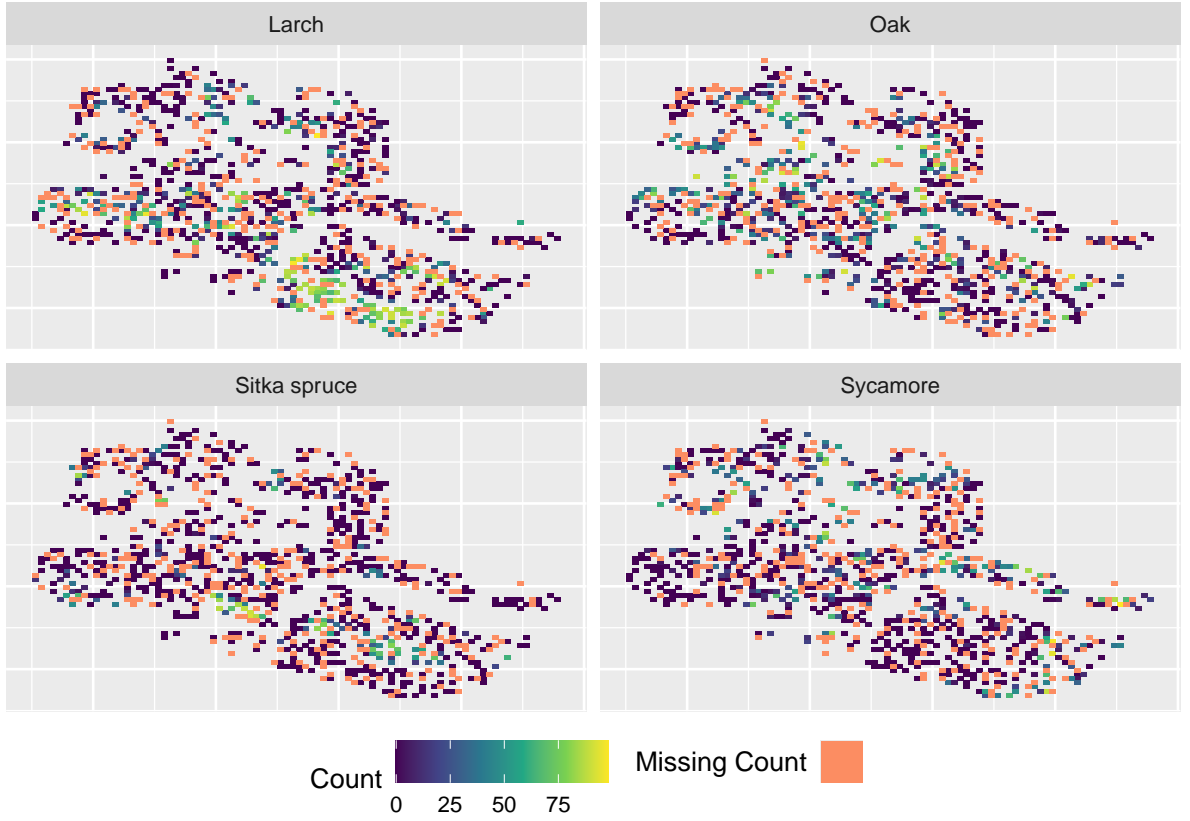 Larch
Oak
Sitka spruce
Sycamore
Count
0 25 50 75
Missing Count